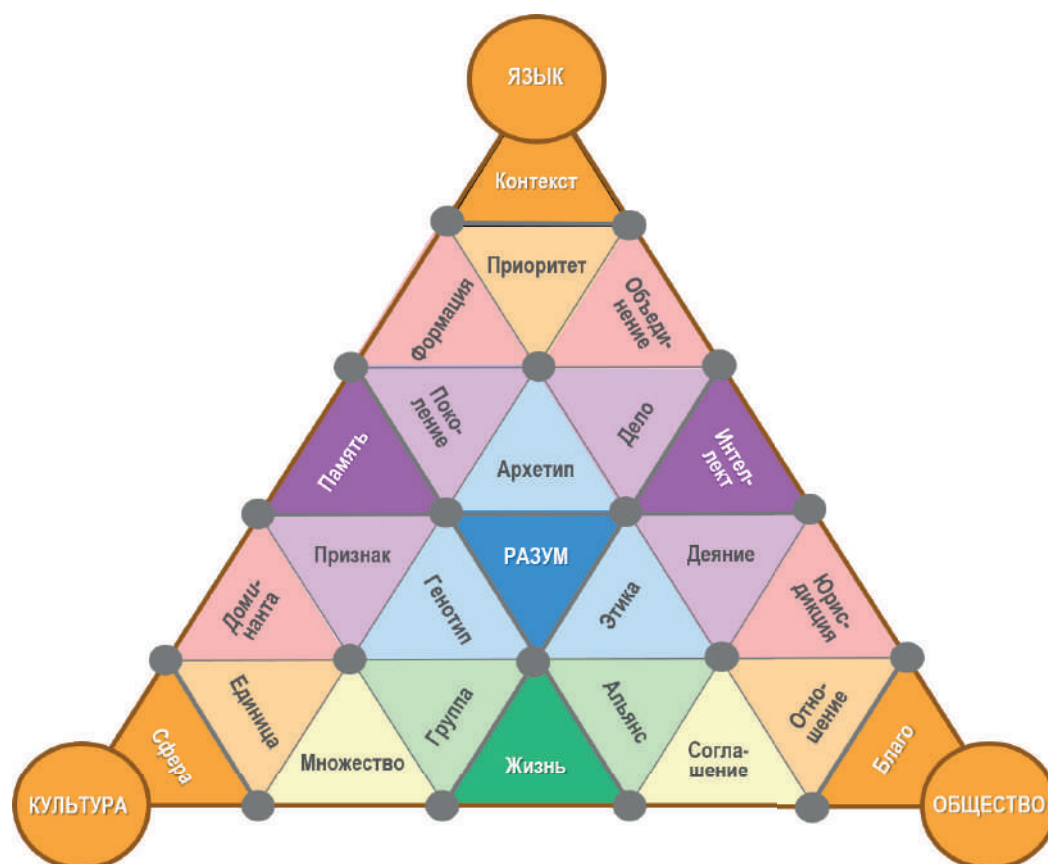 ЯЗЫК
Контекст
Приоритет
Формация
Объеди-
нение
Поко-
ление
Дело
Память
Архетип
Интел-
лект
Признак
РАЗУМ
Деяние
Доми-
нанта
Генотип
Этика
Юрис-
дикция
Сфера
Единица
Множество
Группа
Жизнь
Альянс
Согла-
шение
Отно-
шение
Благо
КУЛЬТУРА
ОБЩЕСТВО